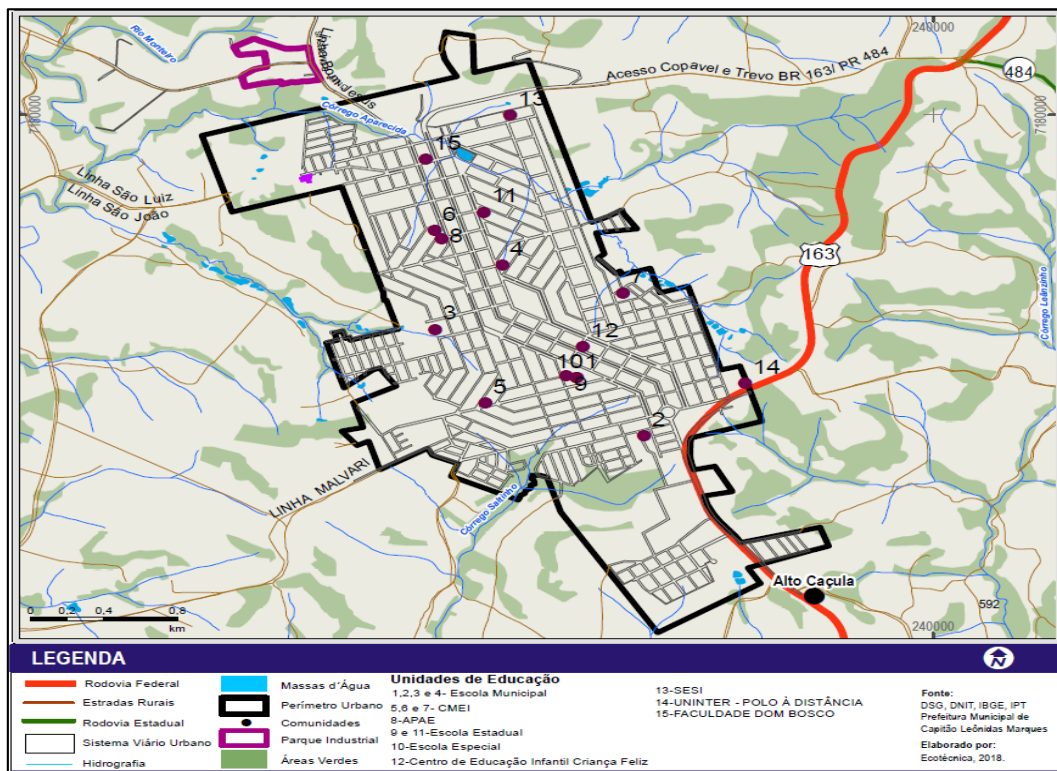 240000
Rio Monteiro
Linha Bom Jesus
Acesso Copavel e Trevo BR 163/ PR 484
484
7180000
7180000
Córrego Aparecida
13
15
Linha São Luiz
Linha São João
11
6
8
4
163
7
Córrego Leãozinho
3
12
101
9
14
5
2
LINHA MALVARI
Córrego Saltinho
Alto Caçula
592
0 0,2 0,4 0,8
km
240000
LEGENDA
N
Rodovia Federal
Estradas Rurais
Rodovia Estadual
Sistema Viário Urbano
Hidrografia
Massas d'Água
Perímetro Urbano
Comunidades
Parque Industrial
Áreas Verdes
Unidades de Educação
1,2,3 e 4- Escola Municipal
5,6 e 7- CMEI
8-APAE
9 e 11-Escola Estadual
10-Escola Especial
12-Centro de Educação Infantil Criança Feliz
13-SESI
14-UNINTER - POLO À DISTÂNCIA
15-FACULDADE DOM BOSCO
Fonte:
DSG, DNIT, IBGE, IPT
Prefeitura Municipal de
Capitão Leônidas Marques
Elaborado por:
Ecotécnica, 2018.